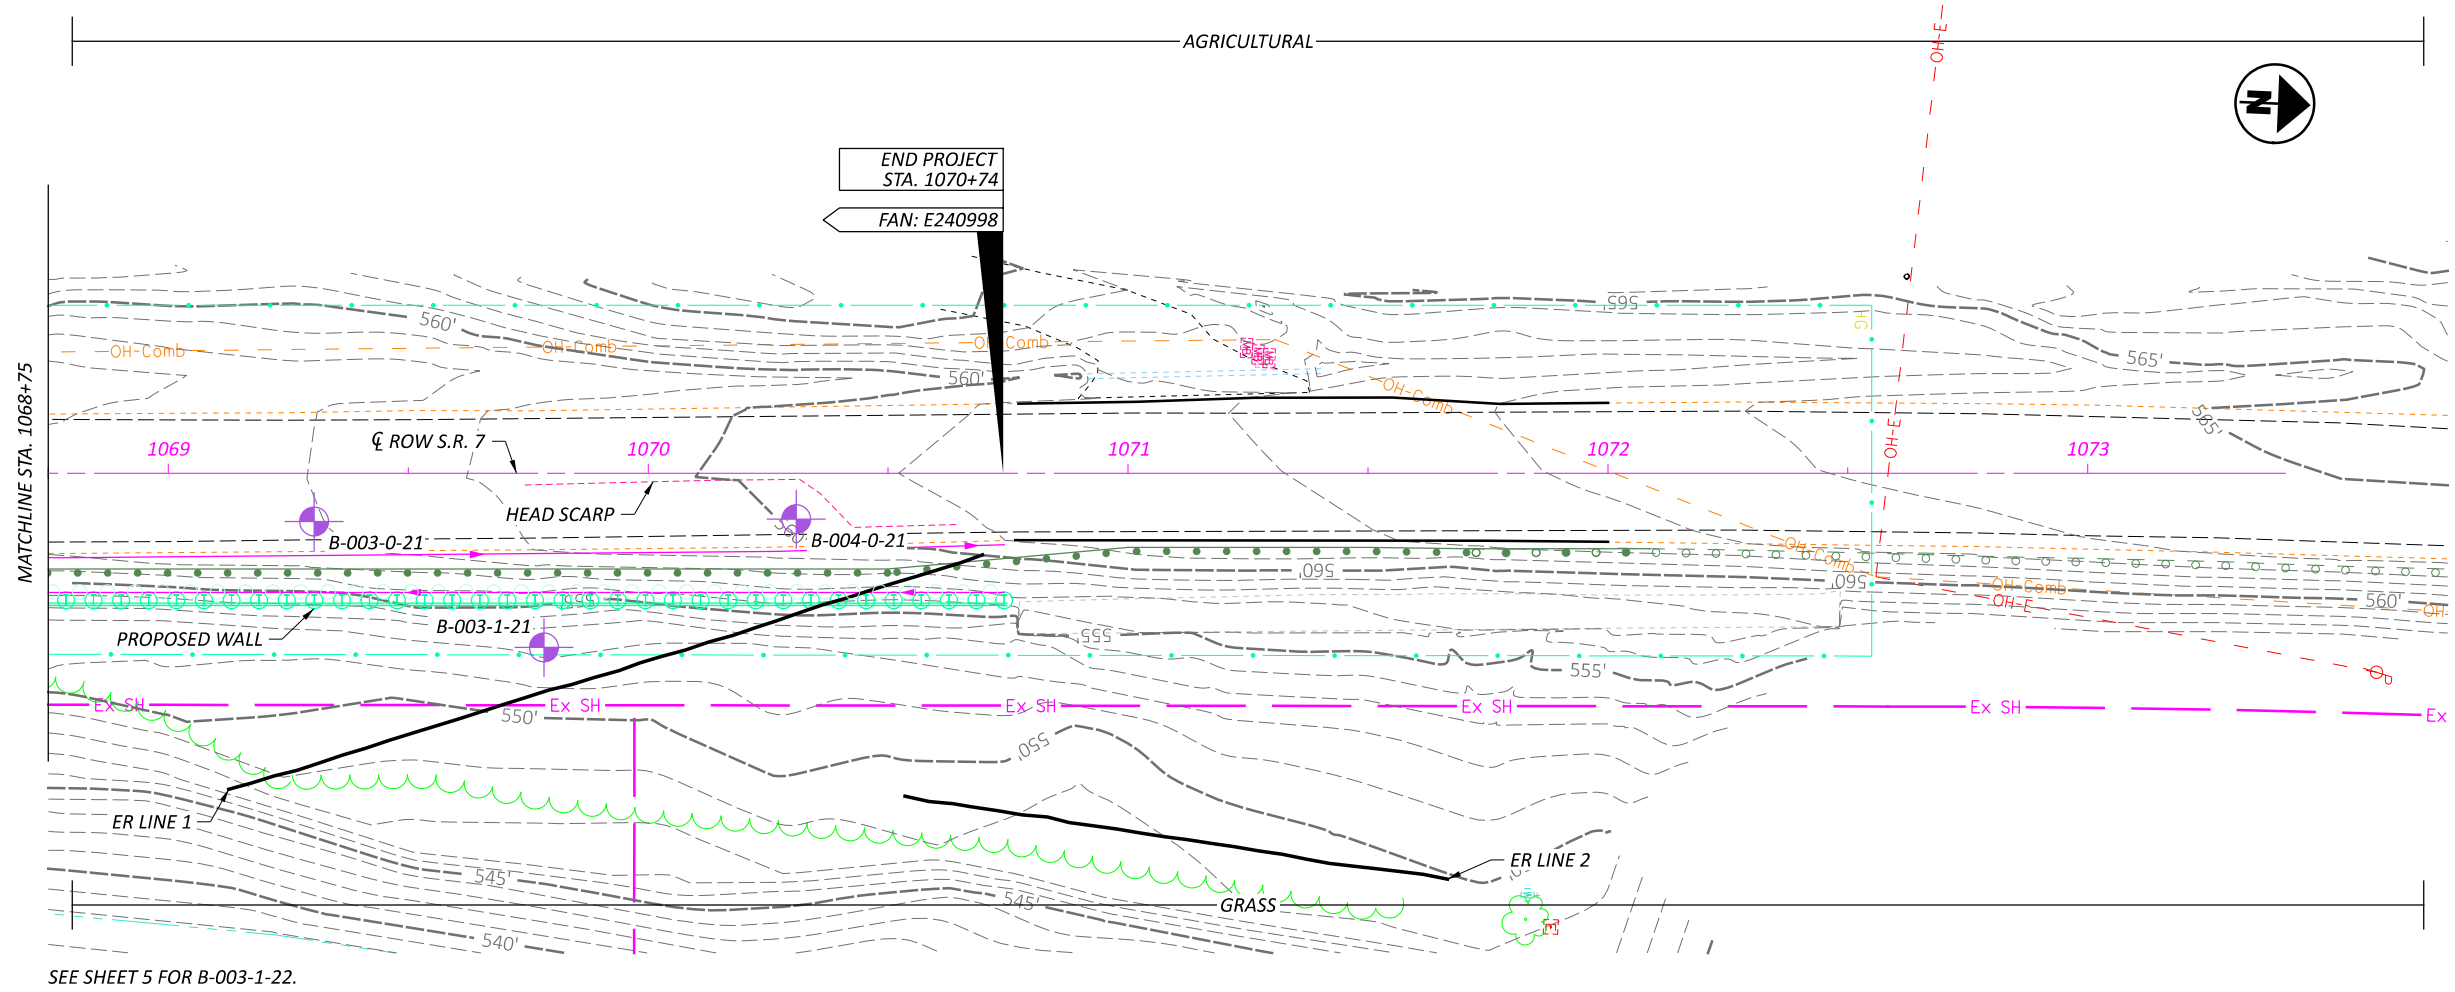 AGRICULTURAL
OH-E
N
END PROJECT
STA. 1070+74
FAN: E240998
565'
HG
560'
OH-Comb
OH-Comb
OH-Comb
560'
565'
OH-Comb
565'
MATCHLINE STA. 1068+75
℄ ROW S.R. 7
1069
1070
1071
1072
1073
OH-E
HEAD SCARP
B-003-0-21
B-004-0-21
OH-Comb
560'
560'
OH-Comb
OH-E
560'
OH-
PROPOSED WALL
B-003-1-21
555'
555'
P
Ex SH
Ex SH
Ex SH
Ex SH
Ex SH
Ex
550'
550'
ER LINE 1
ER LINE 2
545'
545'
GRASS
E
540'
SEE SHEET 5 FOR B-003-1-22.